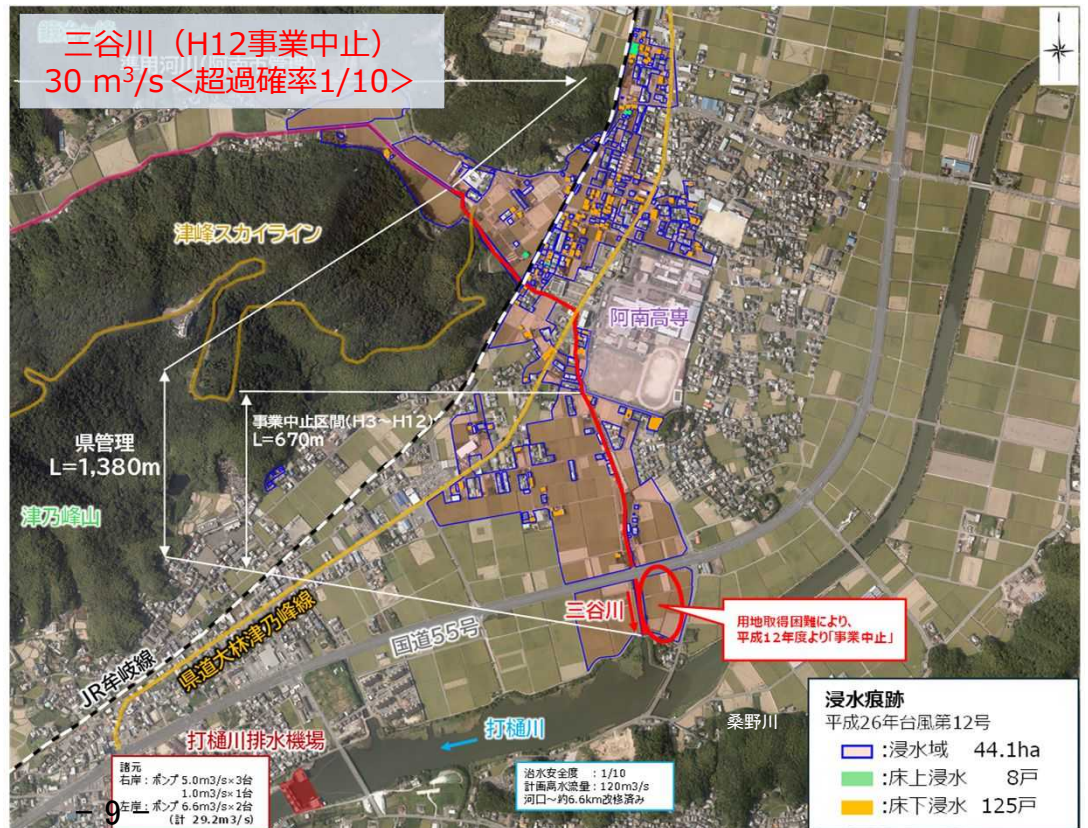 三谷川（H12事業中止）
30 m³/s＜超過確率1/10＞
津峰スカイライン
阿南高専
事業中止区間(H3～H12)
L=670m
県管理
L=1,380m
津乃峰山
三谷川
用地取得困難により、
平成12年度より「事業中止」
国道55号
県道大林津乃峰線
JR牟岐線
桑野川
打樋川
打樋川排水機場
諸元
右岸：ポンプ 5.0m3/s×3台
1.0m3/s×1台
左岸：ポンプ 6.6m3/s×2台
（計 29.2m3/s）
治水安全度 ：1/10
計画高水流量：120m3/s
河口～約6.6km改修済み
浸水痕跡
平成26年台風第12号
:浸水域 44.1ha
:床上浸水 8戸
:床下浸水 125戸
- 9 -